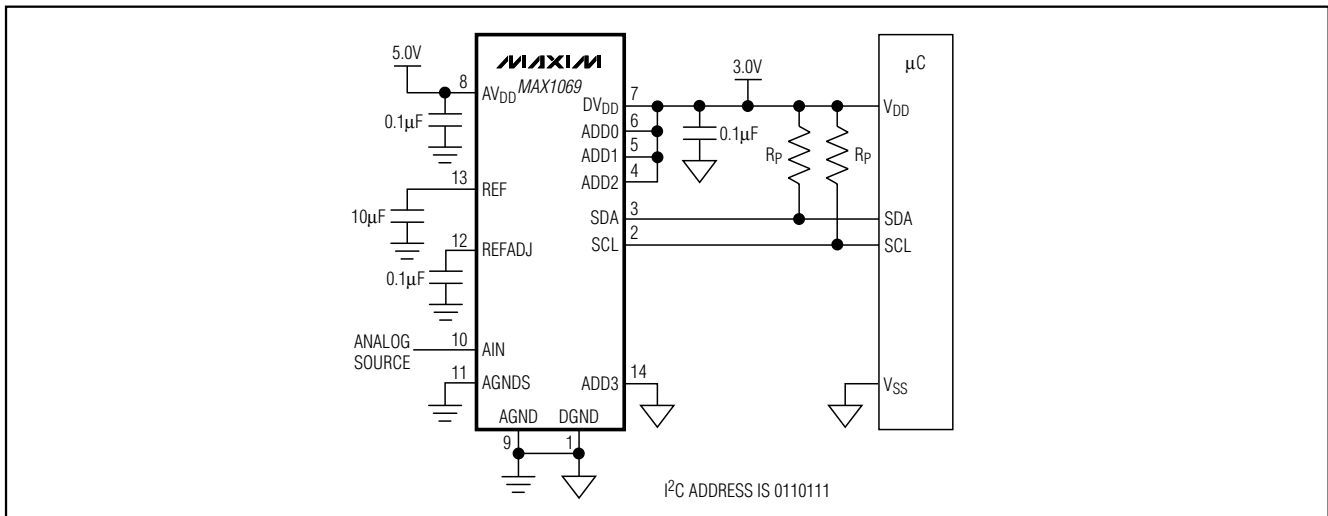 5.0V
8
AVDD
0.1µF
MAXIM
MAX1069
13
REF
10µF
12
REFADJ
0.1µF
ANALOG
SOURCE
10
AIN
11
AGNDS
AGND
DGND
9
1
7
DVDD
6
ADD0
5
ADD1
4
ADD2
3
SDA
2
SCL
14
ADD3
3.0V
0.1µF
RP
RP
µC
VDD
SDA
SCL
VSS
I2C ADDRESS IS 0110111